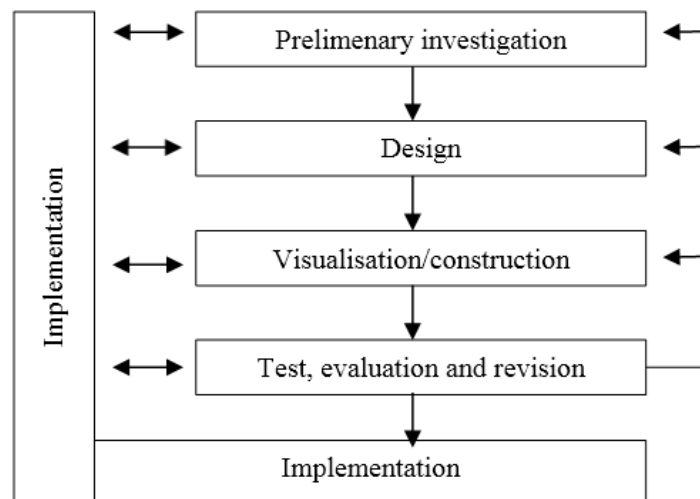 Prelimenary investigation
Design
Implementation
Visualisation/construction
Test, evaluation and revision
Implementation